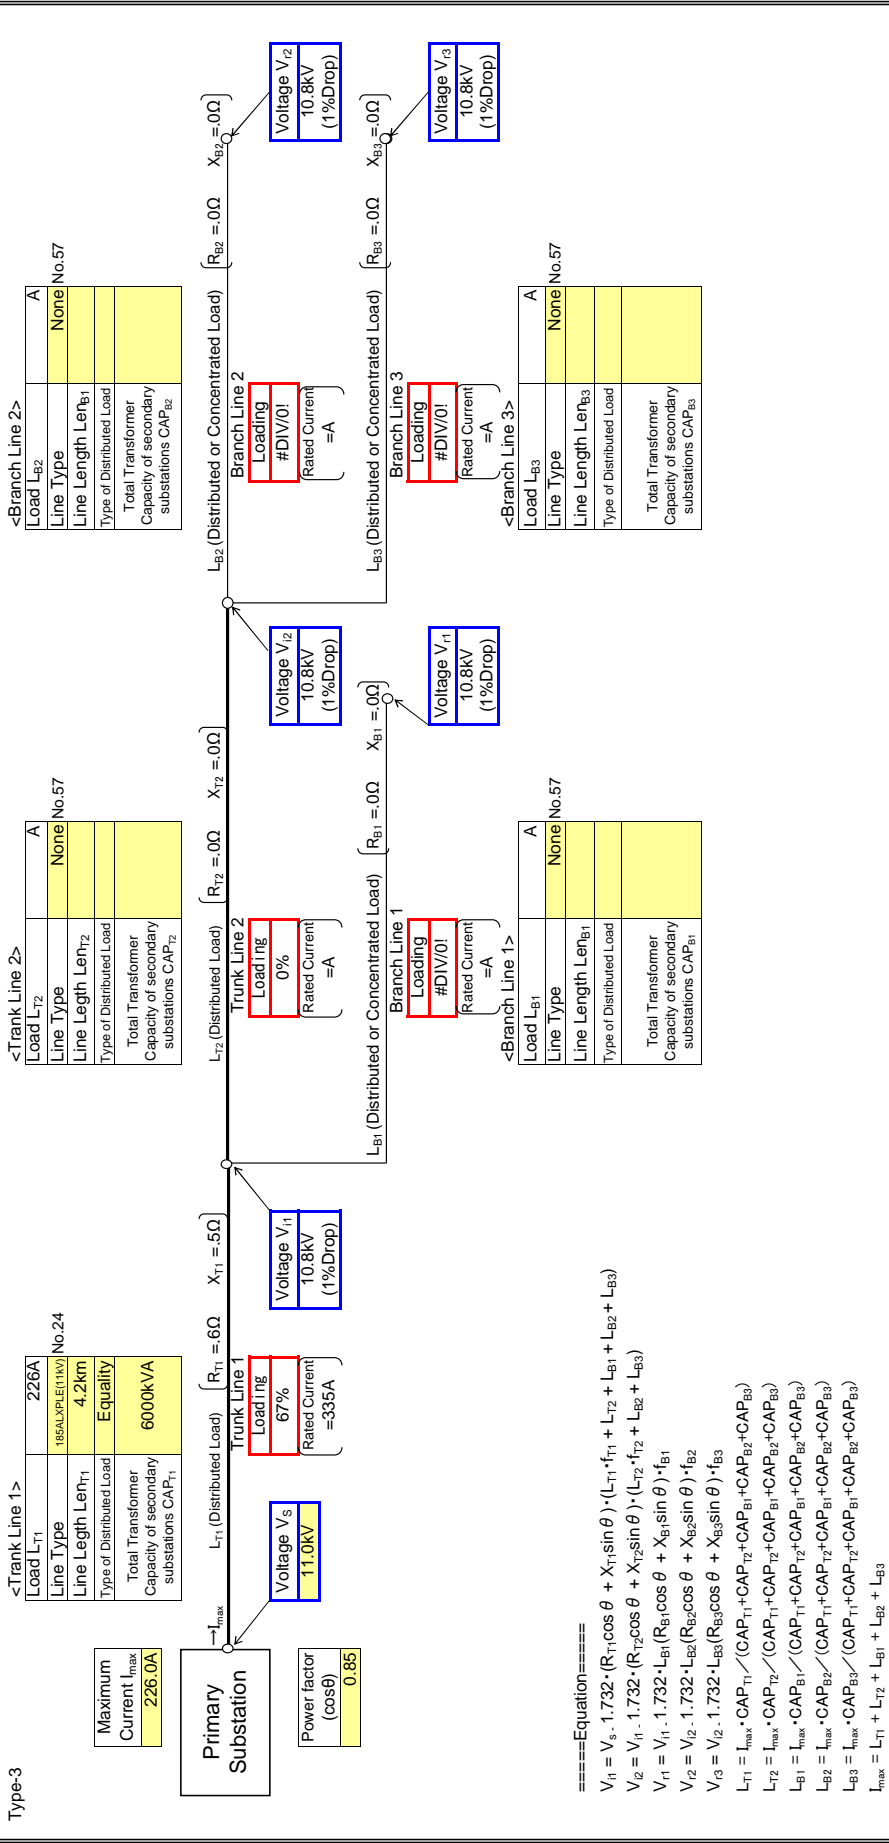 Type-3
Maximum
Current Imax
226.0A
Primary
Substation
Power factor
(cosθ)
0.85
→Imax
Voltage VS
11.0kV
<Trank Line 1>
Load LT1 226A
Line Type 185ALXPLE(11kV) No.24
Line Legth LenT1 4.2km
Type of Distributed Load Equality
Total Transformer
Capacity of secondary
substations CAPT1
6000kVA
LT1 (Distributed Load)
RT1 =.6Ω XT1 =.5Ω
Trunk Line 1
Loading
67%
Rated Current
=335A
Voltage Vi1
10.8kV
(1%Drop)
<Trank Line 2>
Load LT2 A
Line Type None No.57
Line Legth LenT2
Type of Distributed Load
Total Transformer
Capacity of secondary
substations CAPT2
LT2 (Distributed Load)
RT2 =.0Ω XT2 =.0Ω
Trunk Line 2
Loading
0%
Rated Current
=A
Voltage Vi2
10.8kV
(1%Drop)
LB1 (Distributed or Concentrated Load)
RB1 =.0Ω XB1 =.0Ω
Branch Line 1
Loading
#DIV/0!
Rated Current
=A
Voltage Vr1
10.8kV
(1%Drop)
<Branch Line 1>
Load LB1 A
Line Type None No.57
Line Length LenB1
Type of Distributed Load
Total Transformer
Capacity of secondary
substations CAPB1
<Branch Line 2>
Load LB2 A
Line Type None No.57
Line Length LenB1
Type of Distributed Load
Total Transformer
Capacity of secondary
substations CAPB2
LB2 (Distributed or Concentrated Load)
RB2 =.0Ω XB2 =.0Ω
Branch Line 2
Loading
#DIV/0!
Rated Current
=A
Voltage Vr2
10.8kV
(1%Drop)
LB3 (Distributed or Concentrated Load)
RB3 =.0Ω XB3 =.0Ω
Branch Line 3
Loading
#DIV/0!
Rated Current
=A
Voltage Vr3
10.8kV
(1%Drop)
<Branch Line 3>
Load LB3 A
Line Type None No.57
Line Length LenB3
Type of Distributed Load
Total Transformer
Capacity of secondary
substations CAPB3
=====Equation=====
Vi1 = Vs - 1.732・(RT1cosθ + XT1sinθ)・(LT1・fT1 + LT2 + LB1 + LB2 + LB3)
Vi2 = Vi1 - 1.732・(RT2cosθ + XT2sinθ)・(LT2・fT2 + LB2 + LB3)
Vr1 = Vi1 - 1.732・LB1(RB1cosθ + XB1sinθ)・fB1
Vr2 = Vi2 - 1.732・LB2(RB2cosθ + XB2sinθ)・fB2
Vr3 = Vi2 - 1.732・LB3(RB3cosθ + XB3sinθ)・fB3
LT1 = Imax・CAPT1／(CAPT1+CAPT2+CAPB1+CAPB2+CAPB3)
LT2 = Imax・CAPT2／(CAPT1+CAPT2+CAPB1+CAPB2+CAPB3)
LB1 = Imax・CAPB1／(CAPT1+CAPT2+CAPB1+CAPB2+CAPB3)
LB2 = Imax・CAPB2／(CAPT1+CAPT2+CAPB1+CAPB2+CAPB3)
LB3 = Imax・CAPB3／(CAPT1+CAPT2+CAPB1+CAPB2+CAPB3)
Imax = LT1 + LT2 + LB1 + LB2 + LB3